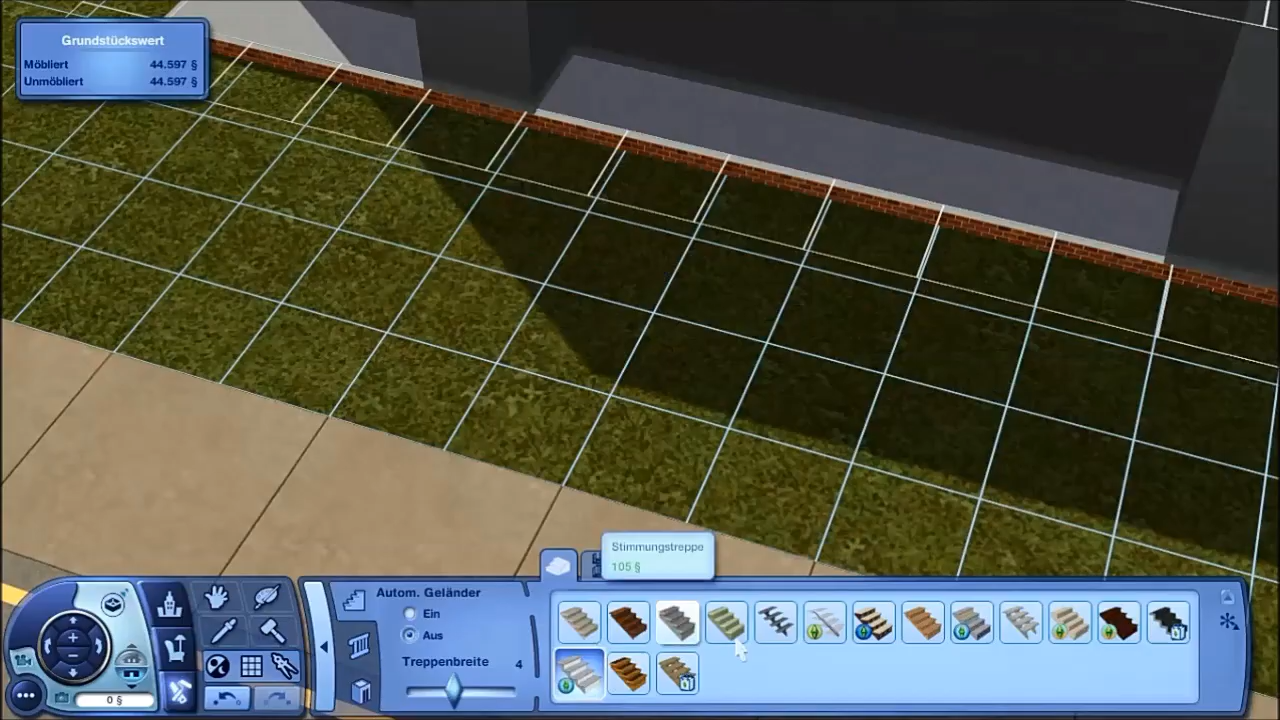 Grundstückswert
Möbliert 44.597 §
Unmöbliert 44.597 §
Stimmungstreppe
105 §
Autom. Geländer
Ein
Aus
Treppenbreite 4
0 §